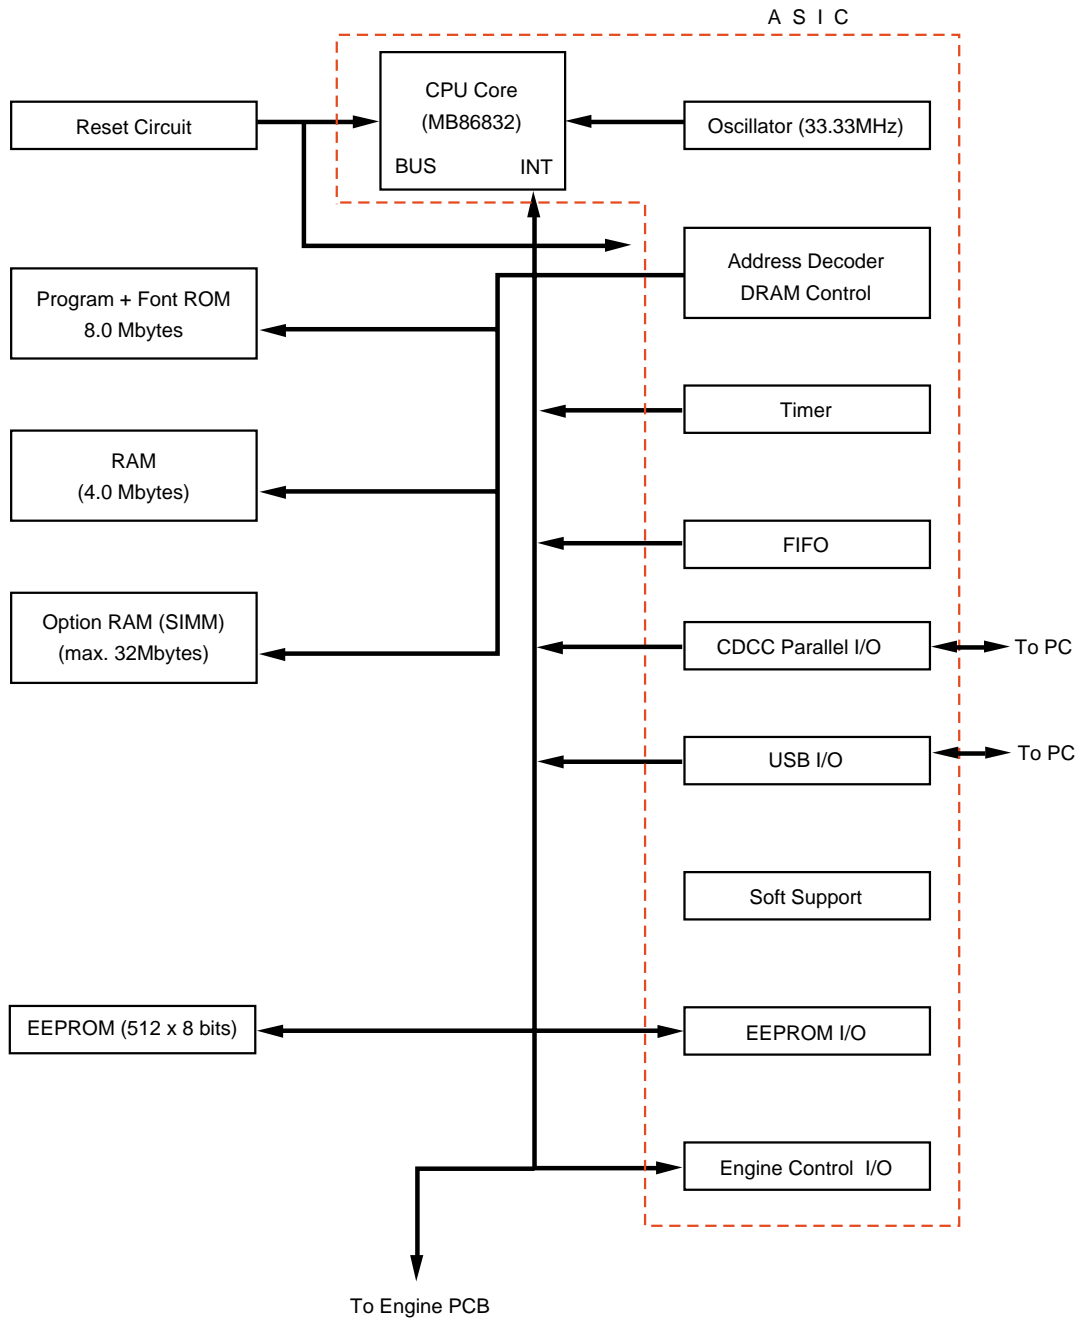 A S I C
CPU Core
(MB86832)
BUS INT
Reset Circuit
Oscillator (33.33MHz)
Address Decoder
DRAM Control
Program + Font ROM
8.0 Mbytes
Timer
RAM
(4.0 Mbytes)
FIFO
Option RAM (SIMM)
(max. 32Mbytes)
CDCC Parallel I/O
To PC
USB I/O
To PC
Soft Support
EEPROM (512 x 8 bits)
EEPROM I/O
Engine Control I/O
To Engine PCB